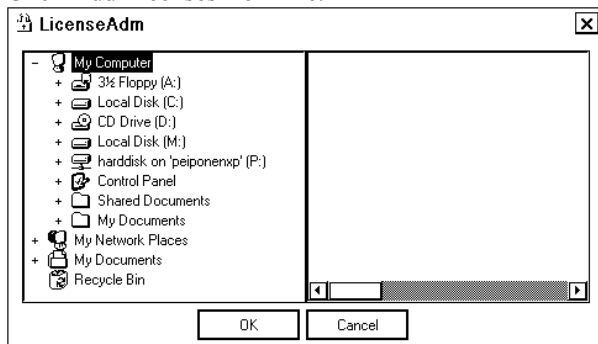 LicenseAdm
My Computer
3½ Floppy (A:)
Local Disk (C:)
CD Drive (D:)
Local Disk (M:)
harddisk on 'peiponenxp' (P:)
Control Panel
Shared Documents
My Documents
My Network Places
My Documents
Recycle Bin
OK Cancel